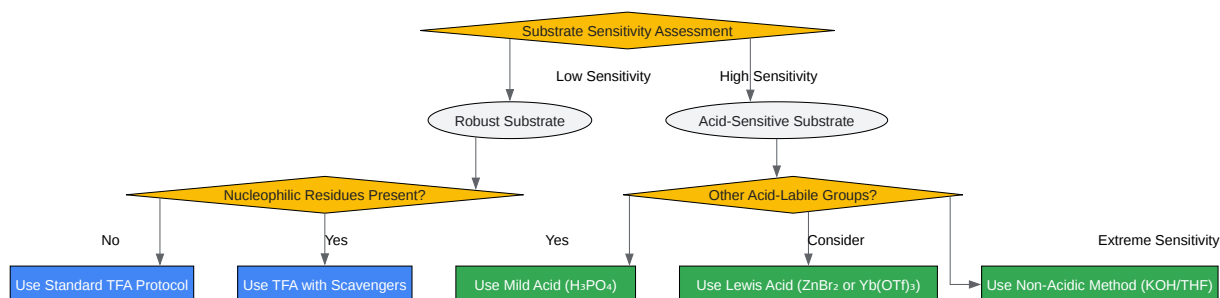 Substrate Sensitivity Assessment
Low Sensitivity
High Sensitivity
Robust Substrate
Acid-Sensitive Substrate
Nucleophilic Residues Present?
Other Acid-Labile Groups?
No
Yes
Yes
Consider
Extreme Sensitivity
Use Standard TFA Protocol
Use TFA with Scavengers
Use Mild Acid (H₃PO₄)
Use Lewis Acid (ZnBr₂ or Yb(OTf)₃)
Use Non-Acidic Method (KOH/THF)